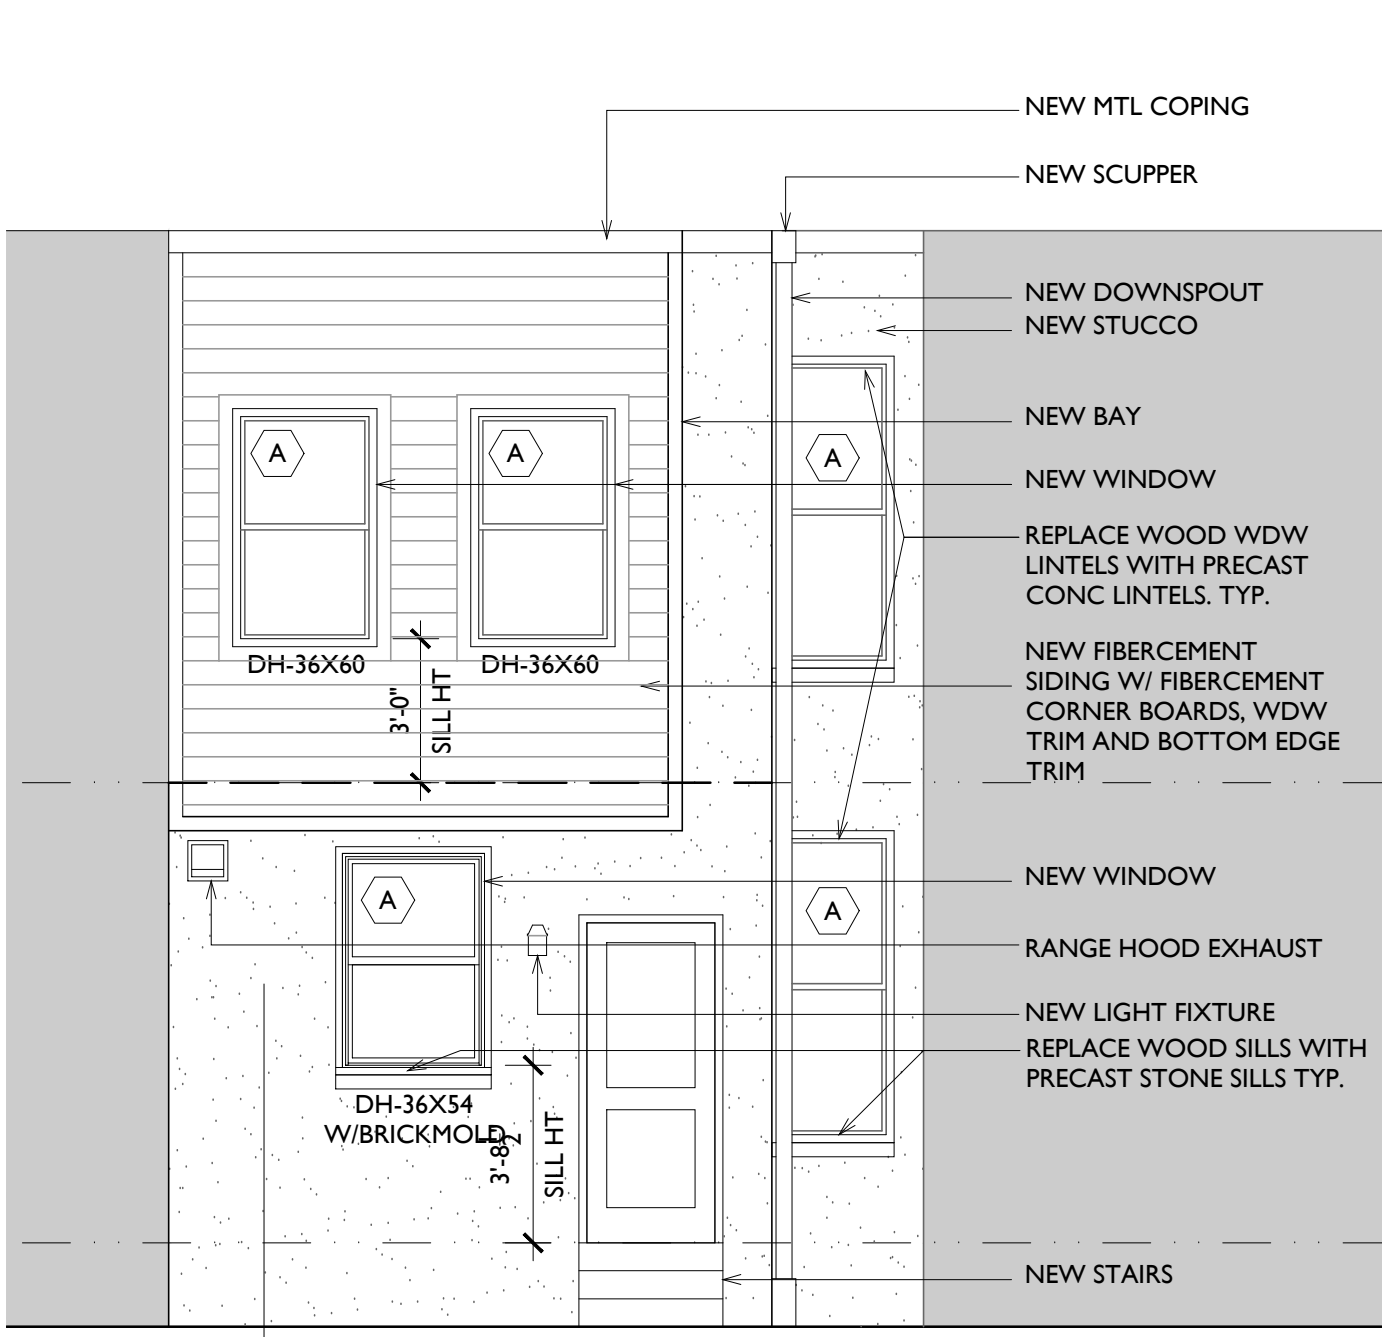 NEW MTL COPING
NEW SCUPPER
NEW DOWNSPOUT
NEW STUCCO
NEW BAY
A
A
A
NEW WINDOW
REPLACE WOOD WDW
LINTELS WITH PRECAST
CONC LINTELS. TYP.
DH-36X60
DH-36X60
3'-0"
SILL HT
NEW FIBERCEMENT
SIDING W/ FIBERCEMENT
CORNER BOARDS, WDW
TRIM AND BOTTOM EDGE
TRIM
NEW WINDOW
A
A
RANGE HOOD EXHAUST
NEW LIGHT FIXTURE
REPLACE WOOD SILLS WITH
PRECAST STONE SILLS TYP.
DH-36X54
W/BRICKMOLD
SILL HT
NEW STAIRS